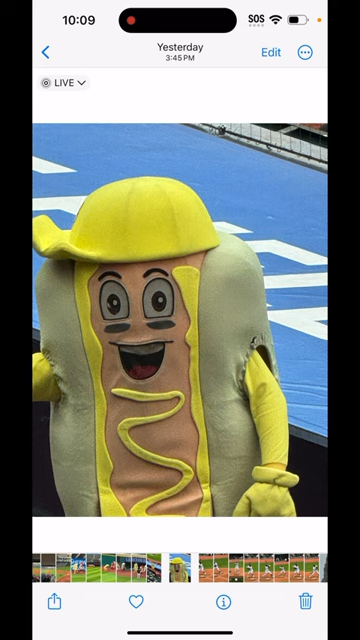 10:09
SOS
Yesterday
3:45 PM
Edit
LIVE